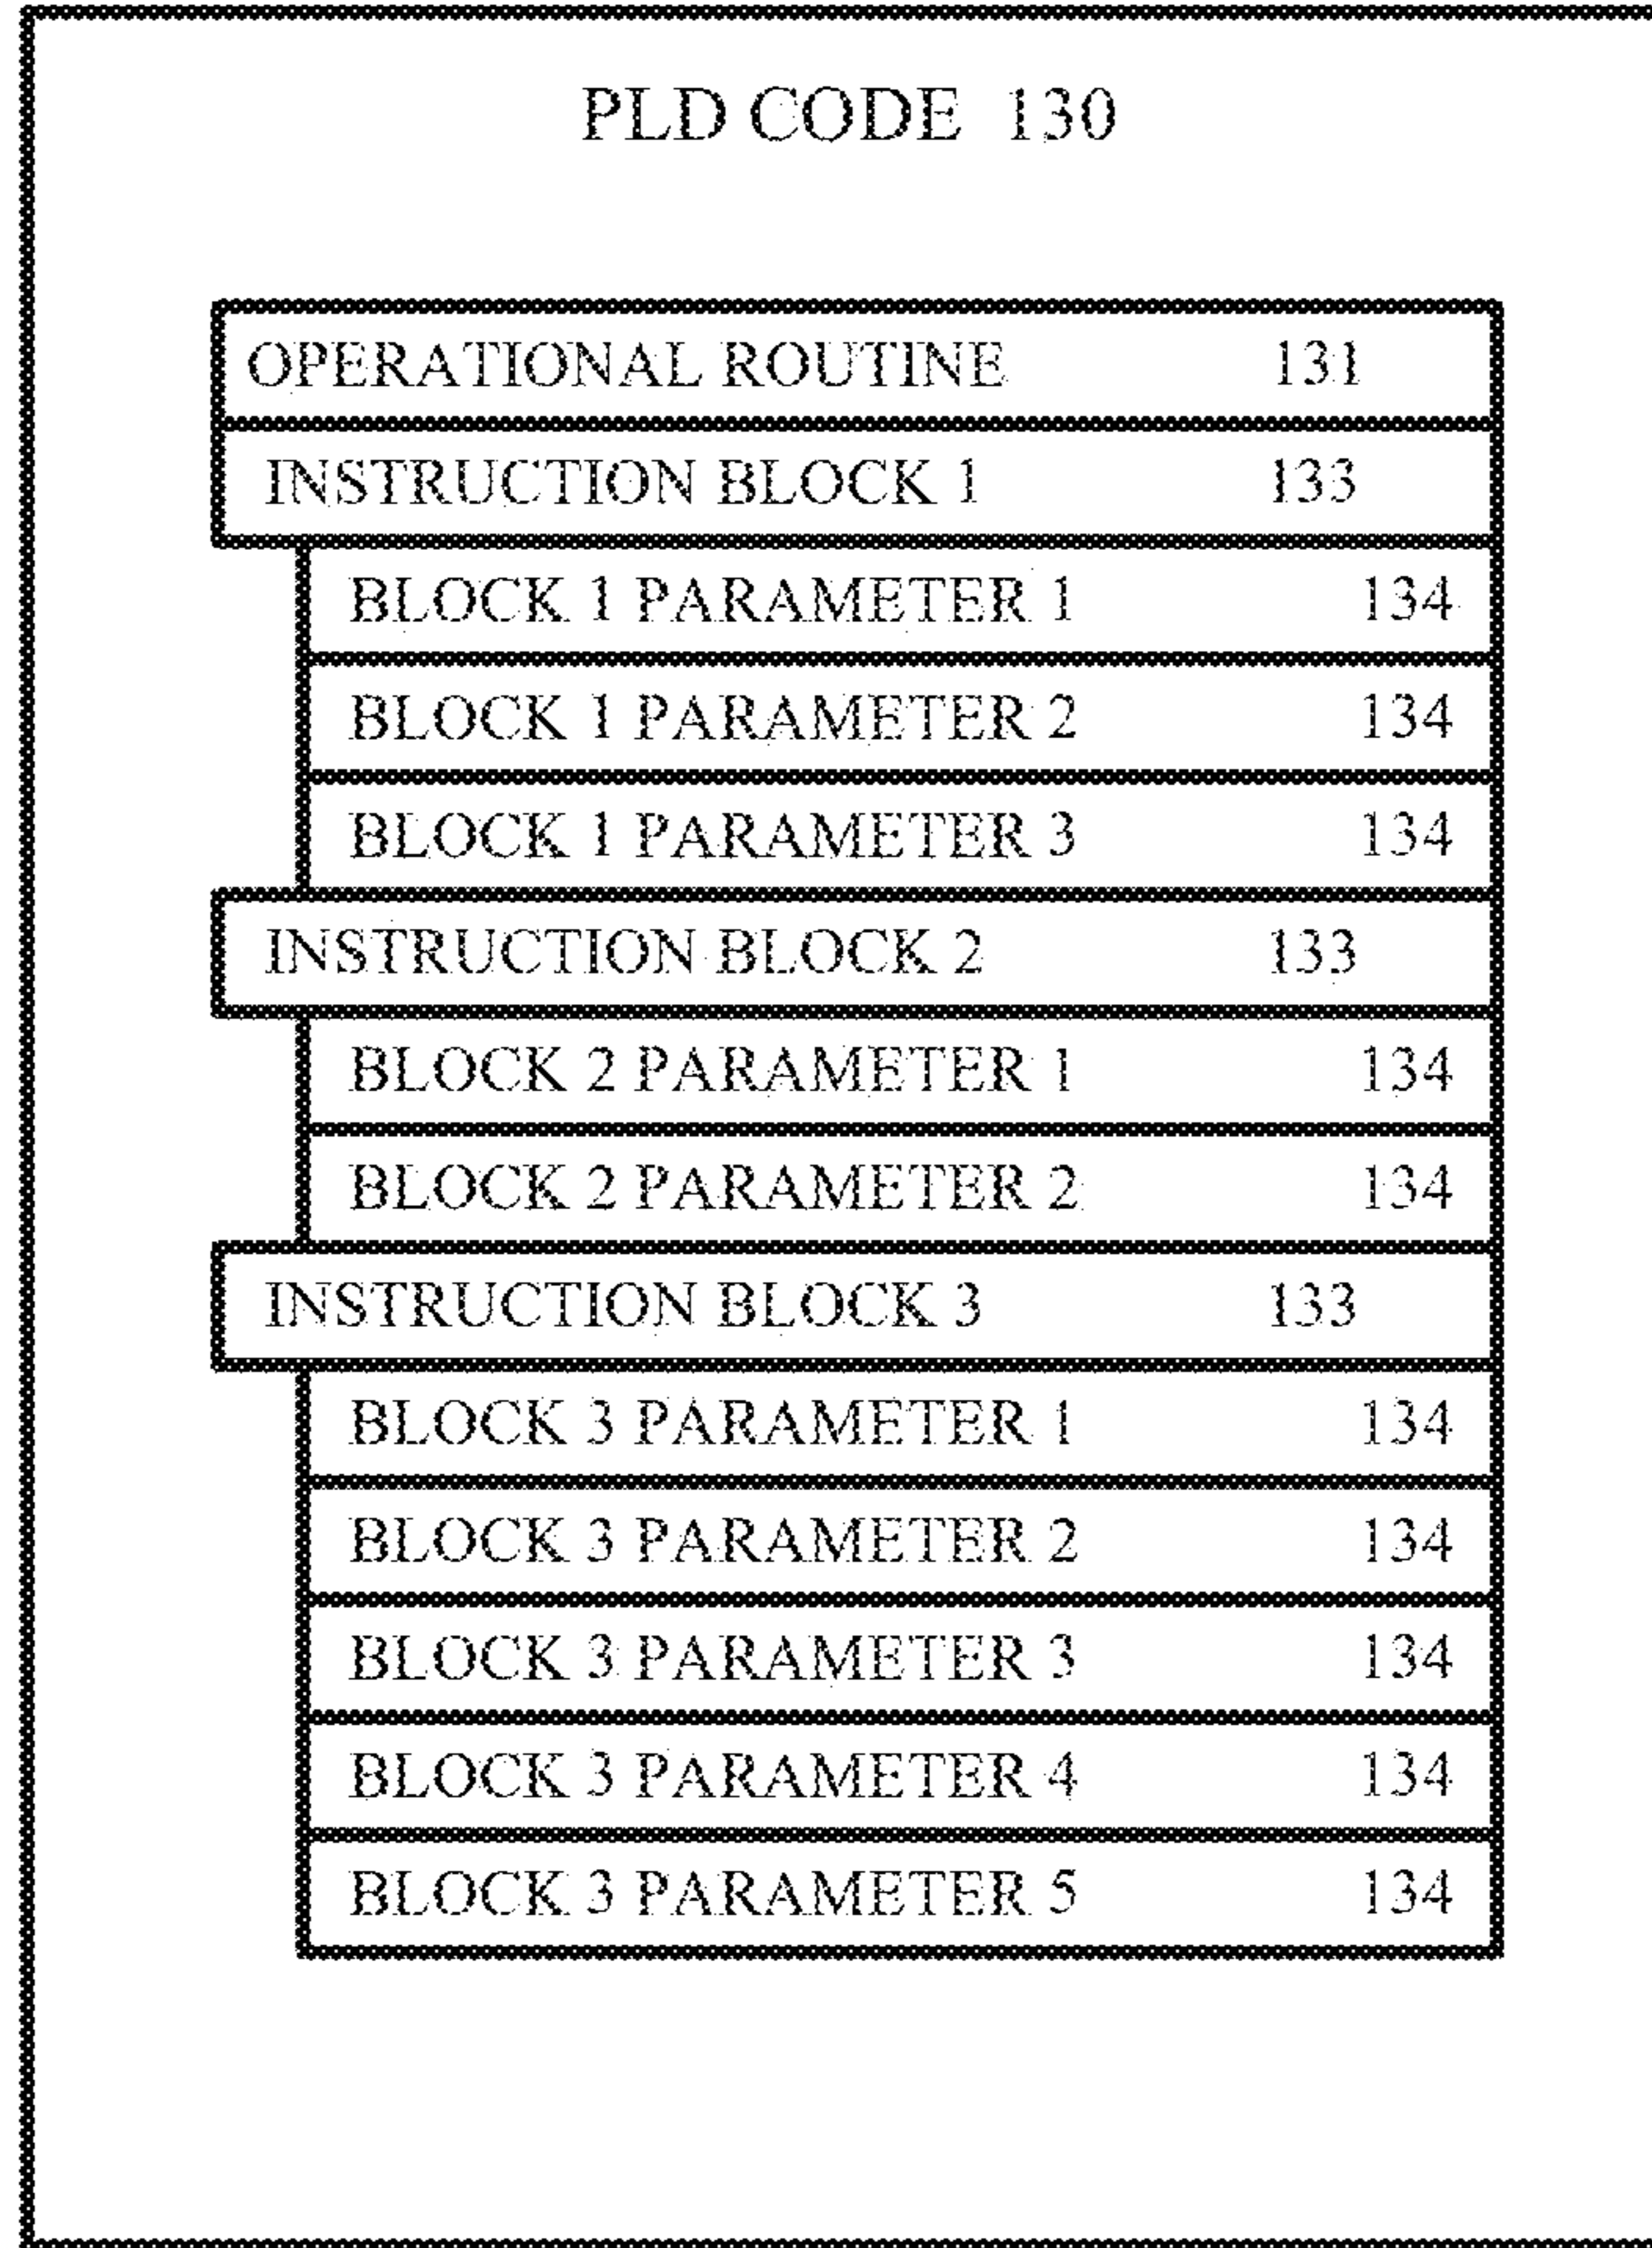 PLD CODE 130
OPERATIONAL ROUTINE 131
INSTRUCTION BLOCK 1 133
BLOCK 1 PARAMETER 1 134
BLOCK 1 PARAMETER 2 134
BLOCK 1 PARAMETER 3 134
INSTRUCTION BLOCK 2 133
BLOCK 2 PARAMETER 1 134
BLOCK 2 PARAMETER 2 134
INSTRUCTION BLOCK 3 133
BLOCK 3 PARAMETER 1 134
BLOCK 3 PARAMETER 2 134
BLOCK 3 PARAMETER 3 134
BLOCK 3 PARAMETER 4 134
BLOCK 3 PARAMETER 5 134